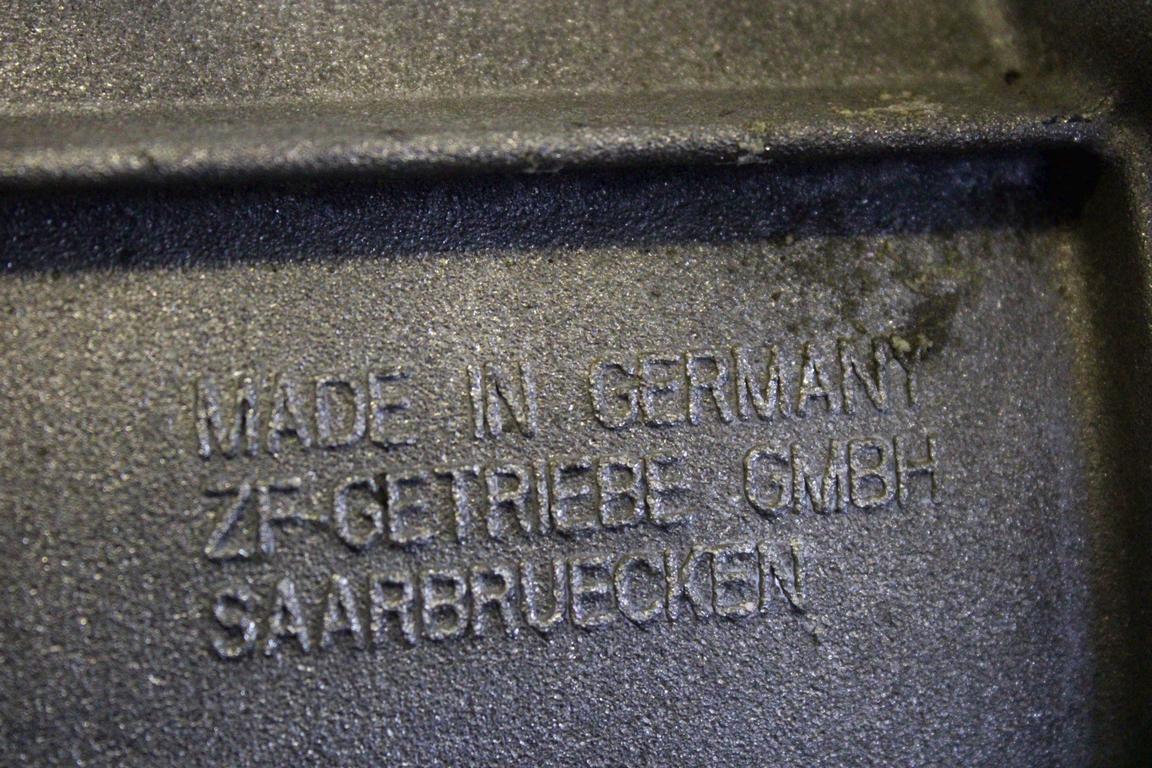 MADE IN GERMANY
ZF-GETRIEBE GMBH
SAARBRUECKEN